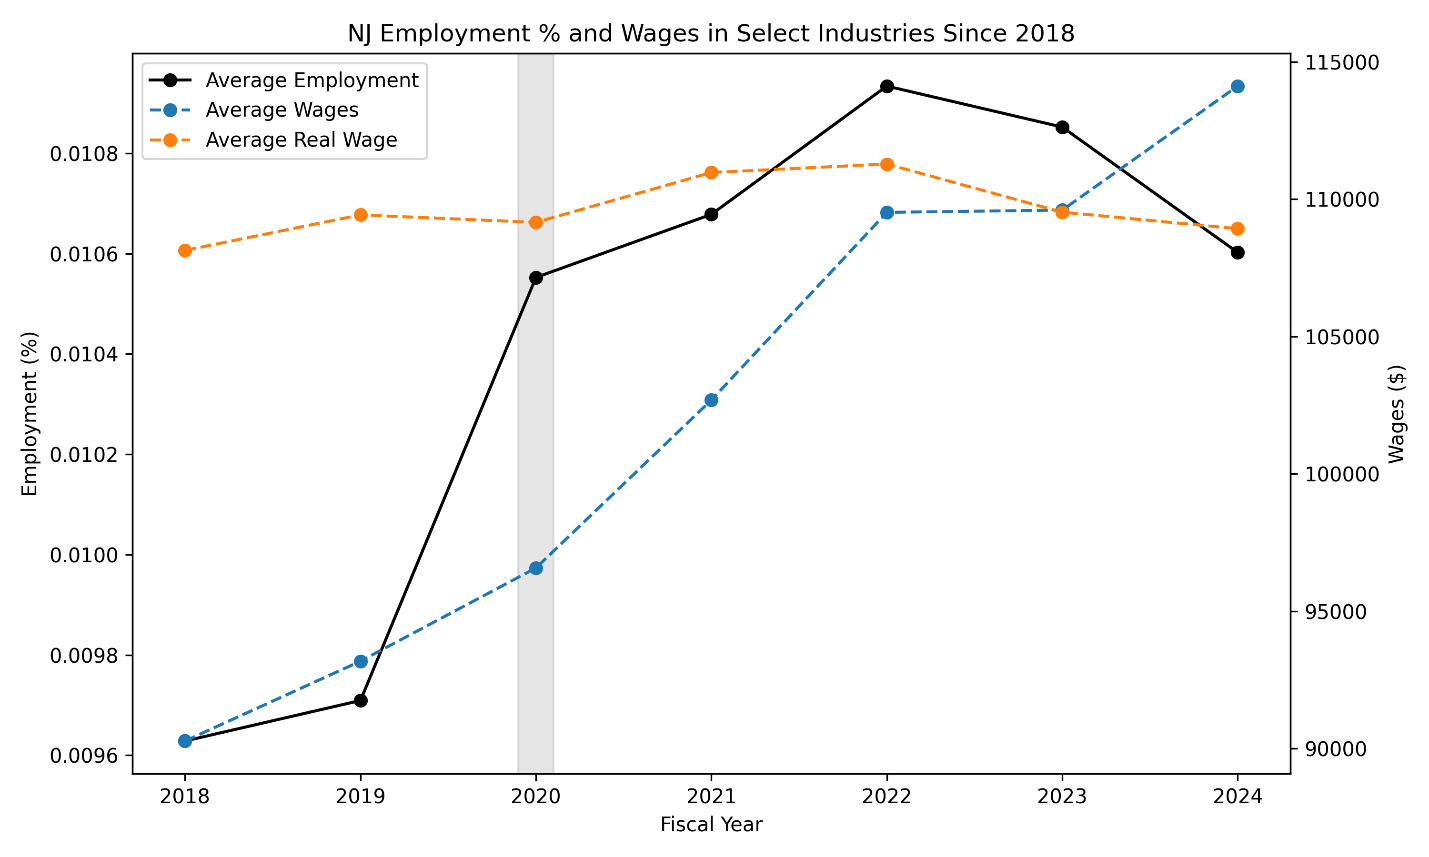 NJ Employment % and Wages in Select Industries Since 2018
Average Employment
Average Wages
Average Real Wage
Employment (%)
0.0108
0.0106
0.0104
0.0102
0.0100
0.0098
0.0096
115000
110000
105000
100000
95000
90000
Wages ($)
2018 2019 2020 2021 2022 2023 2024
Fiscal Year